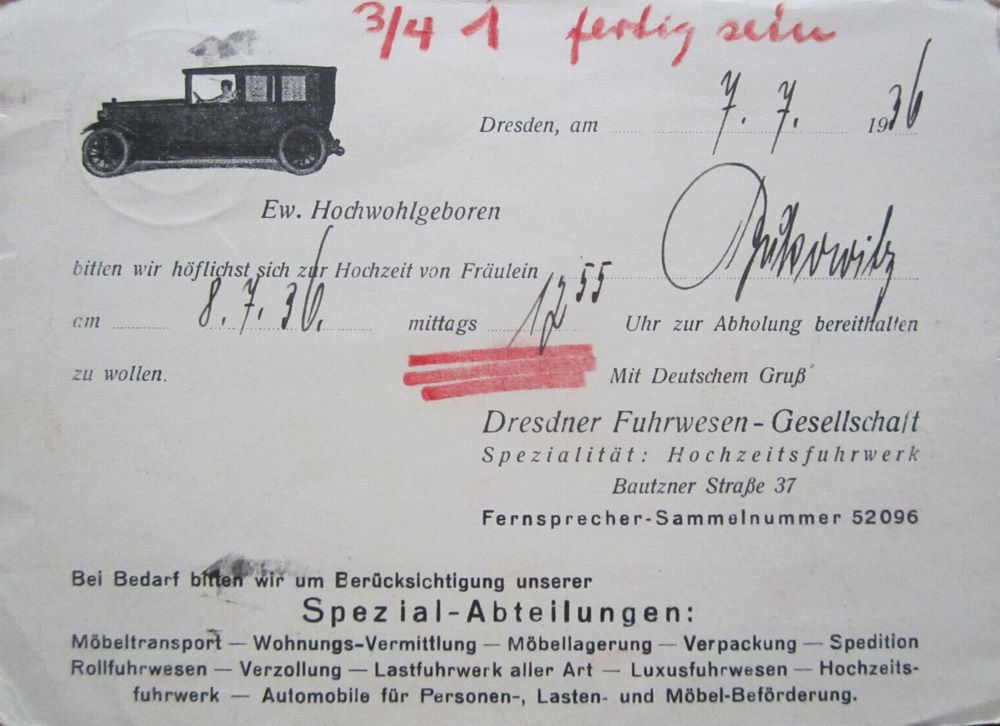 3/4 1 fertig sein
Dresden, am 7. 7. 1936
Ew. Hochwohlgeboren
bitten wir höflichst sich zur Hochzeit von Fräulein
am 8. 7. 36. mittags 12 55 Uhr zur Abholung bereithalten
zu wollen.
Mit Deutschem Gruß
Dresdner Fuhrwesen-Gesellschaft
Spezialität: Hochzeitsfuhrwerk
Bautzner Straße 37
Fernsprecher-Sammelnummer 52096
Bei Bedarf bitten wir um Berücksichtigung unserer
Spezial-Abteilungen:
Möbeltransport — Wohnungs-Vermittlung — Möbellagerung — Verpackung — Spedition
Rollfuhrwesen — Verzollung — Lastfuhrwerk aller Art — Luxusfuhrwesen — Hochzeits-
fuhrwerk — Automobile für Personen-, Lasten- und Möbel-Beförderung.